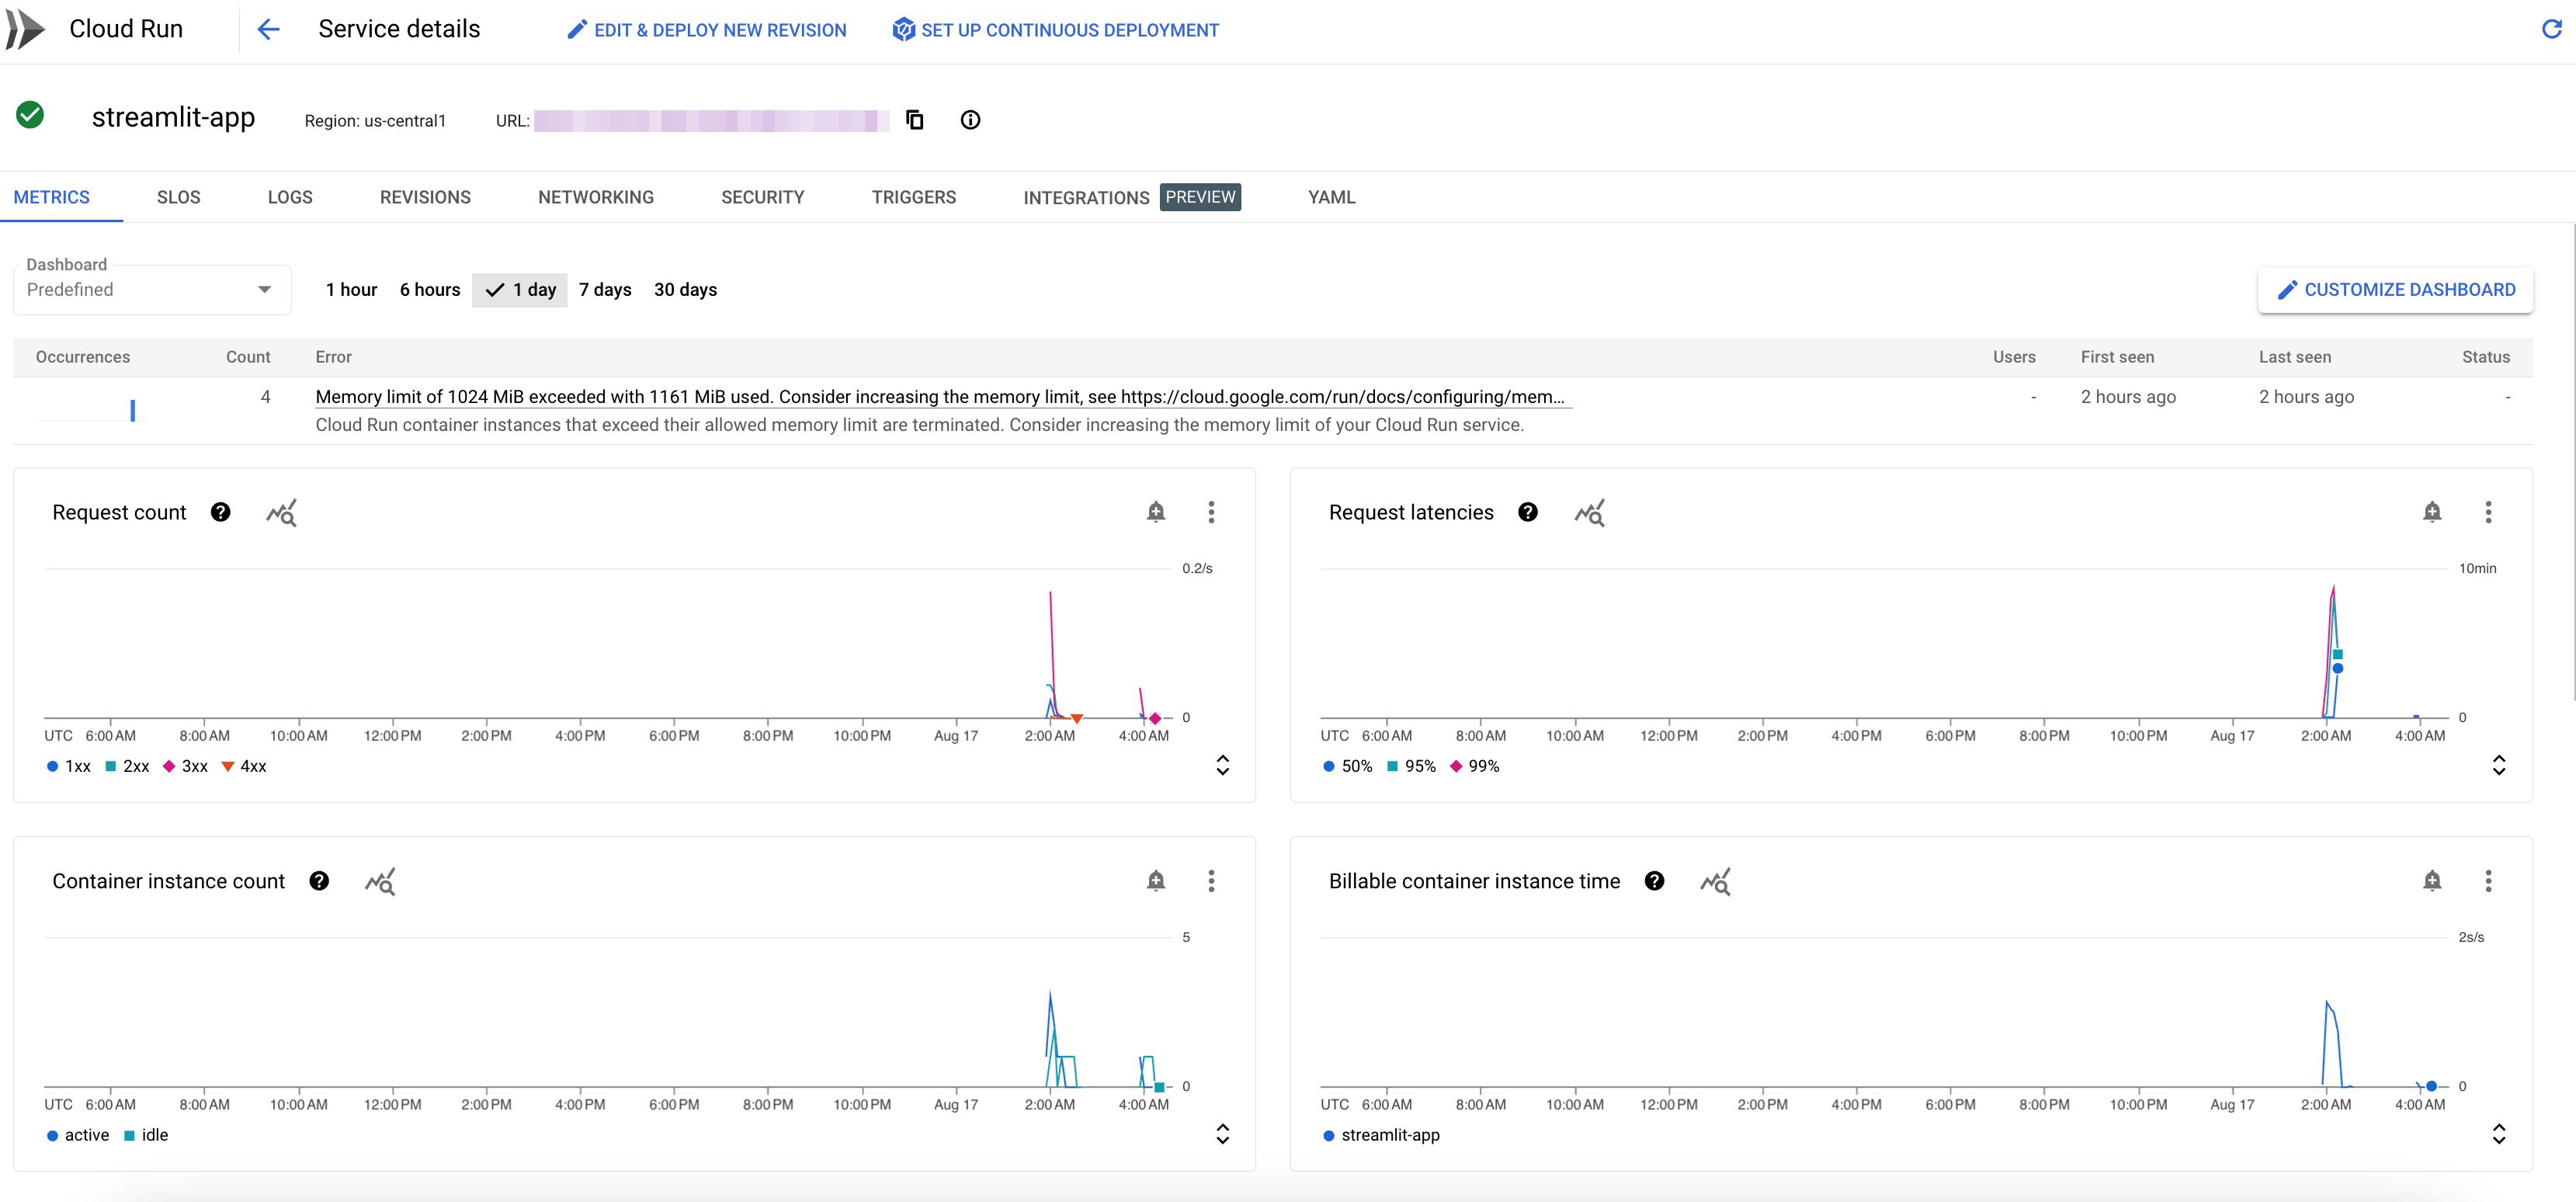 Cloud Run
Service details
EDIT & DEPLOY NEW REVISION
SET UP CONTINUOUS DEPLOYMENT
streamlit-app
Region: us-central1
URL:
METRICS SLOS LOGS REVISIONS NETWORKING SECURITY TRIGGERS INTEGRATIONS PREVIEW YAML
Dashboard
Predefined
1 hour 6 hours 1 day 7 days 30 days
CUSTOMIZE DASHBOARD
Occurrences Count Error Users First seen Last seen Status
4 Memory limit of 1024 MiB exceeded with 1161 MiB used. Consider increasing the memory limit, see https://cloud.google.com/run/docs/configuring/mem... - 2 hours ago 2 hours ago -
Cloud Run container instances that exceed their allowed memory limit are terminated. Consider increasing the memory limit of your Cloud Run service.
Request count
0.2/s
0
UTC 6:00 AM 8:00 AM 10:00 AM 12:00 PM 2:00 PM 4:00 PM 6:00 PM 8:00 PM 10:00 PM Aug 17 2:00 AM 4:00 AM
1xx 2xx 3xx 4xx
Request latencies
10min
0
UTC 6:00 AM 8:00 AM 10:00 AM 12:00 PM 2:00 PM 4:00 PM 6:00 PM 8:00 PM 10:00 PM Aug 17 2:00 AM 4:00 AM
50% 95% 99%
Container instance count
5
0
UTC 6:00 AM 8:00 AM 10:00 AM 12:00 PM 2:00 PM 4:00 PM 6:00 PM 8:00 PM 10:00 PM Aug 17 2:00 AM 4:00 AM
active idle
Billable container instance time
2s/s
0
UTC 6:00 AM 8:00 AM 10:00 AM 12:00 PM 2:00 PM 4:00 PM 6:00 PM 8:00 PM 10:00 PM Aug 17 2:00 AM 4:00 AM
streamlit-app